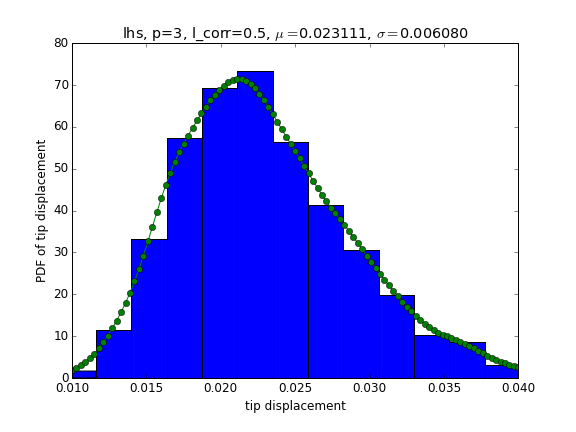 lhs, p=3, l_corr=0.5, μ=0.023111, σ=0.006080
80
70
60
50
40
30
20
10
0
PDF of tip displacement
0.010 0.015 0.020 0.025 0.030 0.035 0.040
tip displacement